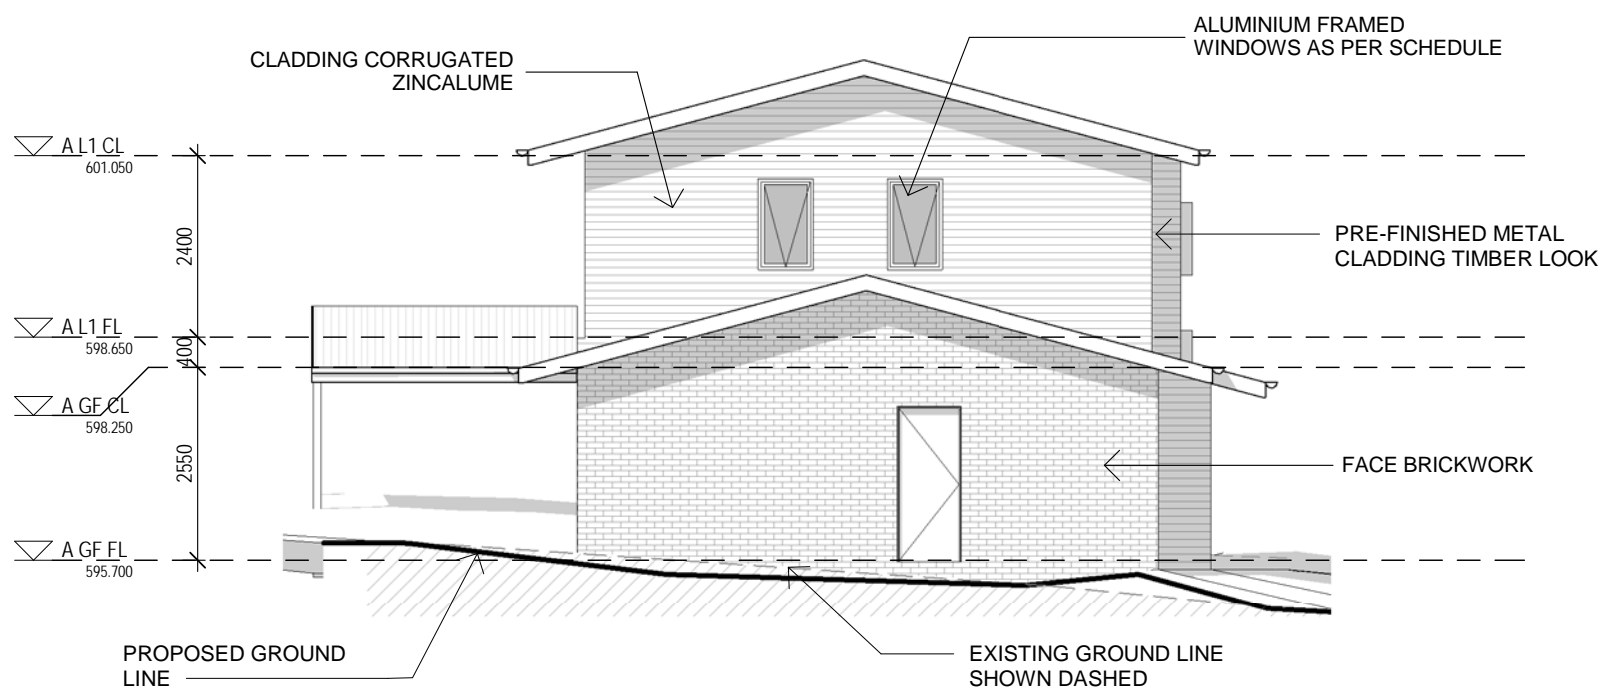 ALUMINIUM FRAMED
WINDOWS AS PER SCHEDULE
CLADDING CORRUGATED
ZINCALUME
A L1 CL
601.050
2400
PRE-FINISHED METAL
CLADDING TIMBER LOOK
A L1 FL
598.650
400
A GF CL
598.250
2550
FACE BRICKWORK
A GF FL
595.700
PROPOSED GROUND
LINE
EXISTING GROUND LINE
SHOWN DASHED